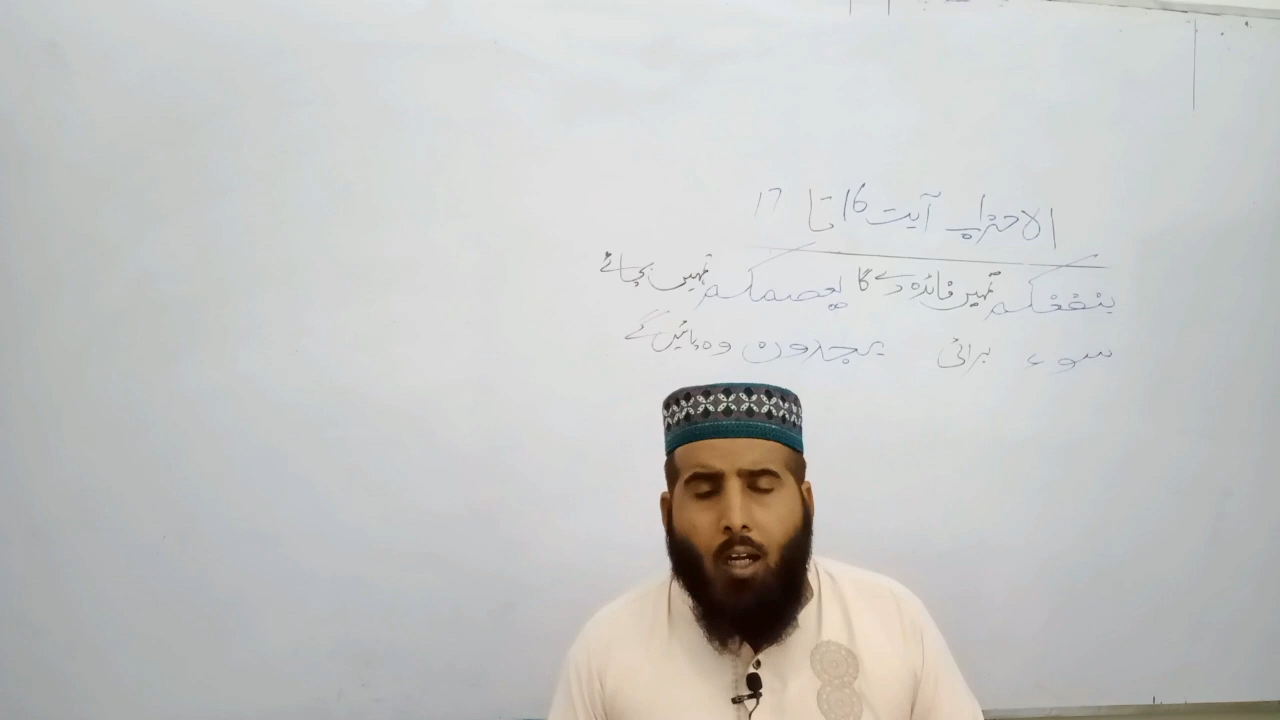 الاحزاب آیت 16 تا 17
ینفعکم تمہیں فائدہ دے گا یعصمکم تمہیں بچائے
سوء برائی یجدون وہ پائیں گے